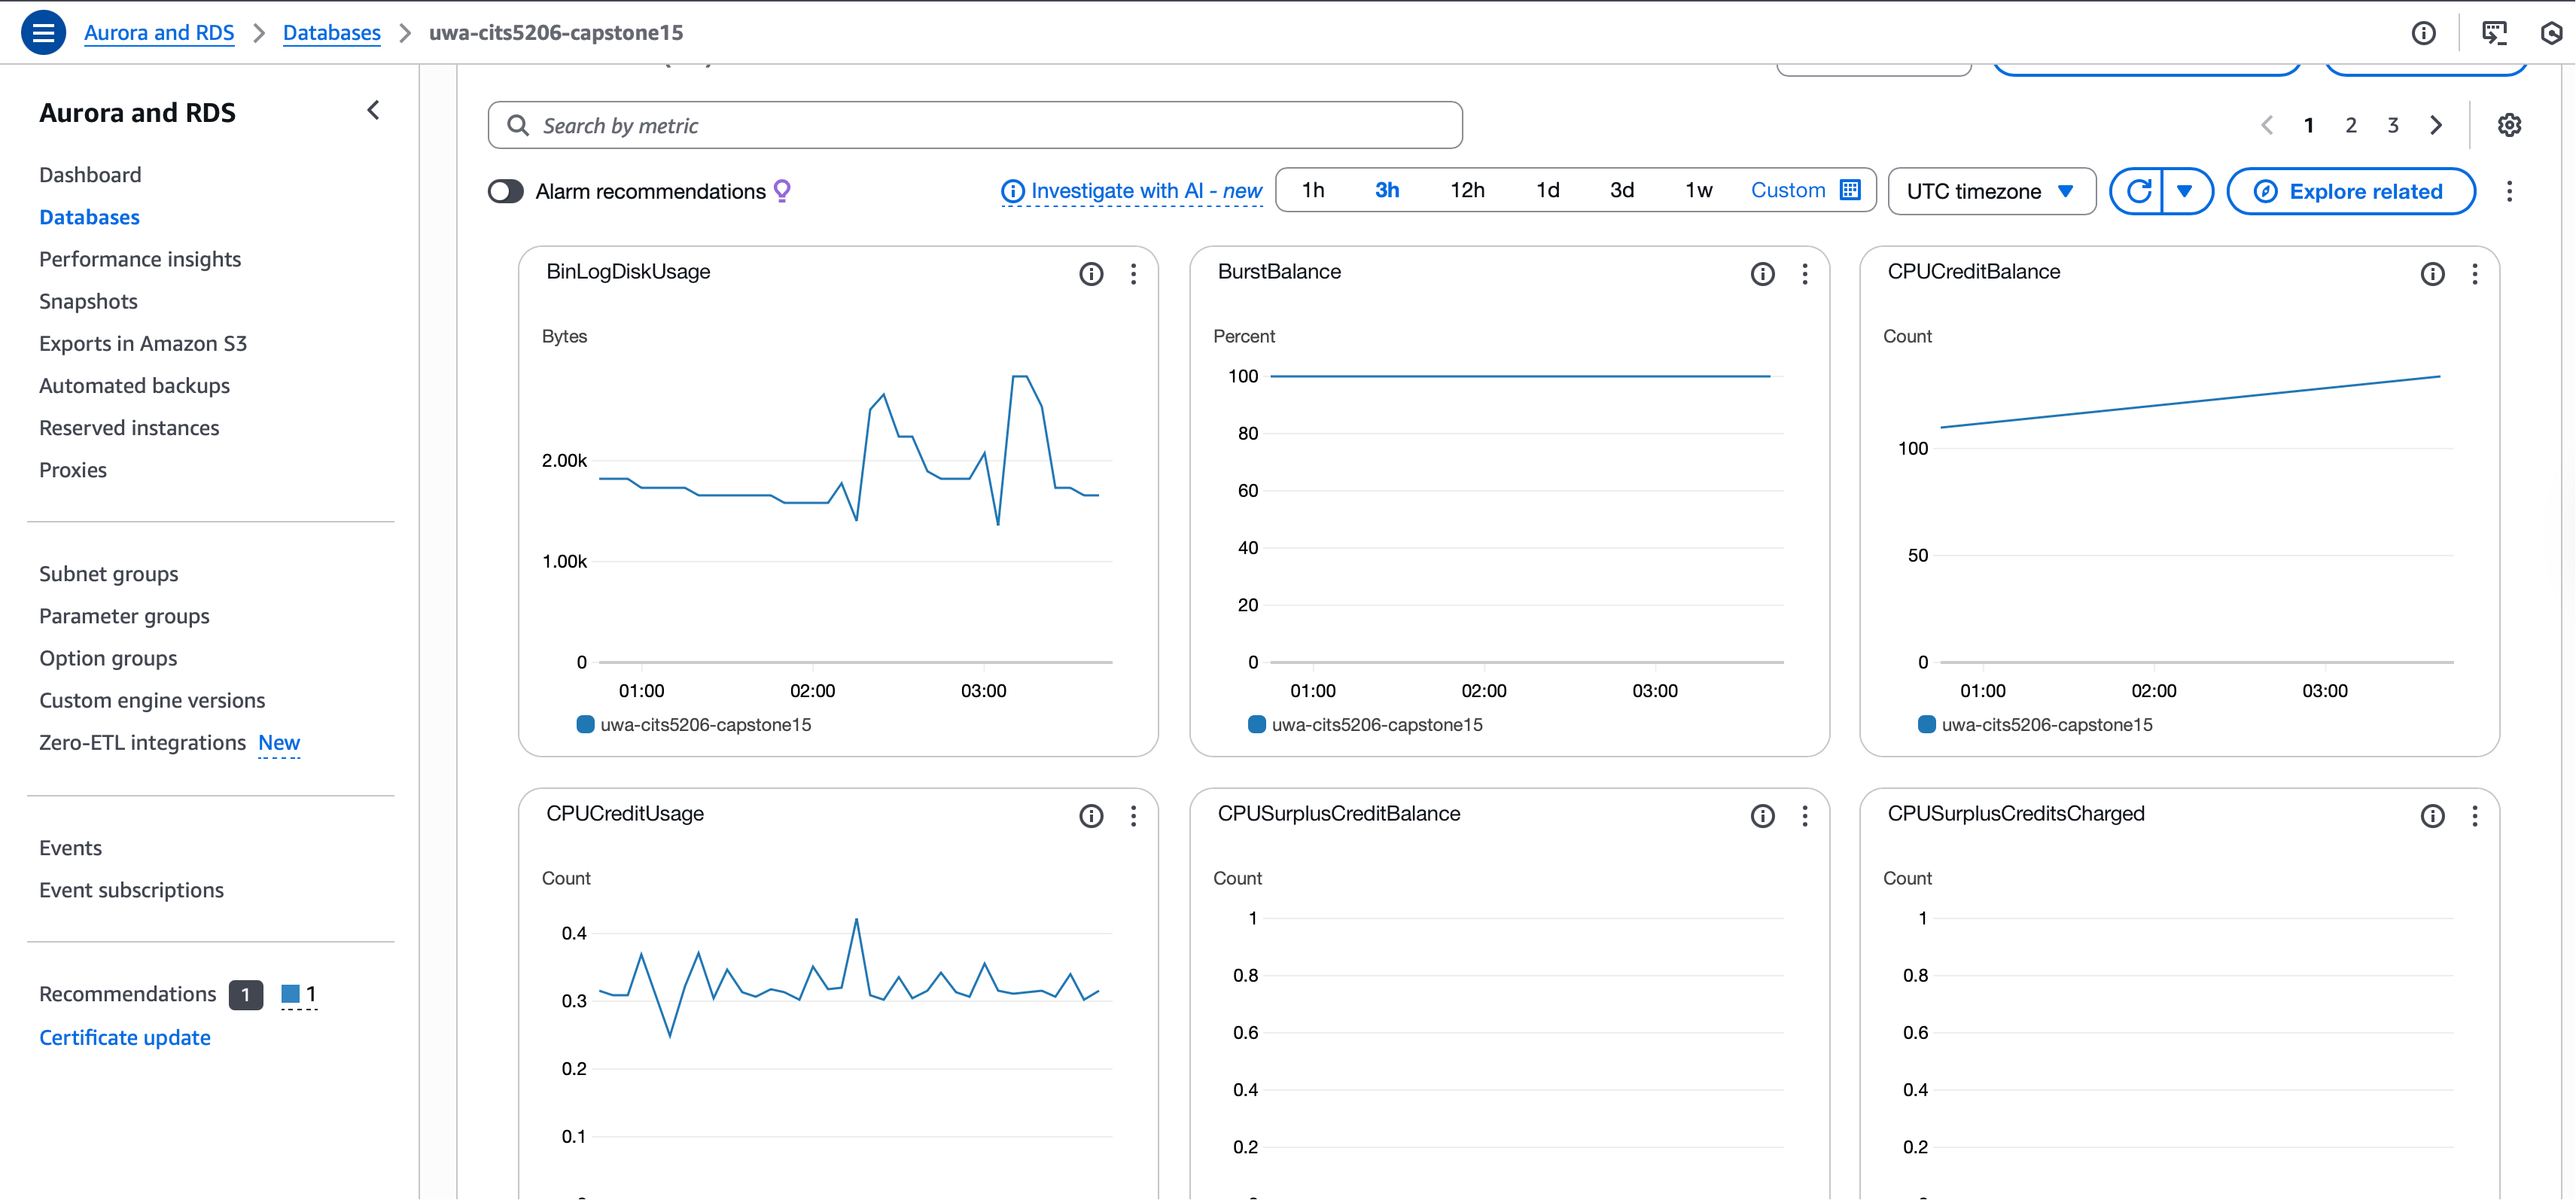 Aurora and RDS > Databases > uwa-cits5206-capstone15
Aurora and RDS
Dashboard
Databases
Performance insights
Snapshots
Exports in Amazon S3
Automated backups
Reserved instances
Proxies
Subnet groups
Parameter groups
Option groups
Custom engine versions
Zero-ETL integrations New
Events
Event subscriptions
Recommendations 1 1
Certificate update
Search by metric
1 2 3
Alarm recommendations
Investigate with AI - new
1h 3h 12h 1d 3d 1w Custom
UTC timezone
Explore related
BinLogDiskUsage
Bytes
2.00k
1.00k
0
01:00 02:00 03:00
uwa-cits5206-capstone15
BurstBalance
Percent
100
80
60
40
20
0
01:00 02:00 03:00
uwa-cits5206-capstone15
CPUCreditBalance
Count
100
50
0
01:00 02:00 03:00
uwa-cits5206-capstone15
CPUCreditUsage
Count
0.4
0.3
0.2
0.1
CPUSurplusCreditBalance
Count
1
0.8
0.6
0.4
0.2
CPUSurplusCreditsCharged
Count
1
0.8
0.6
0.4
0.2